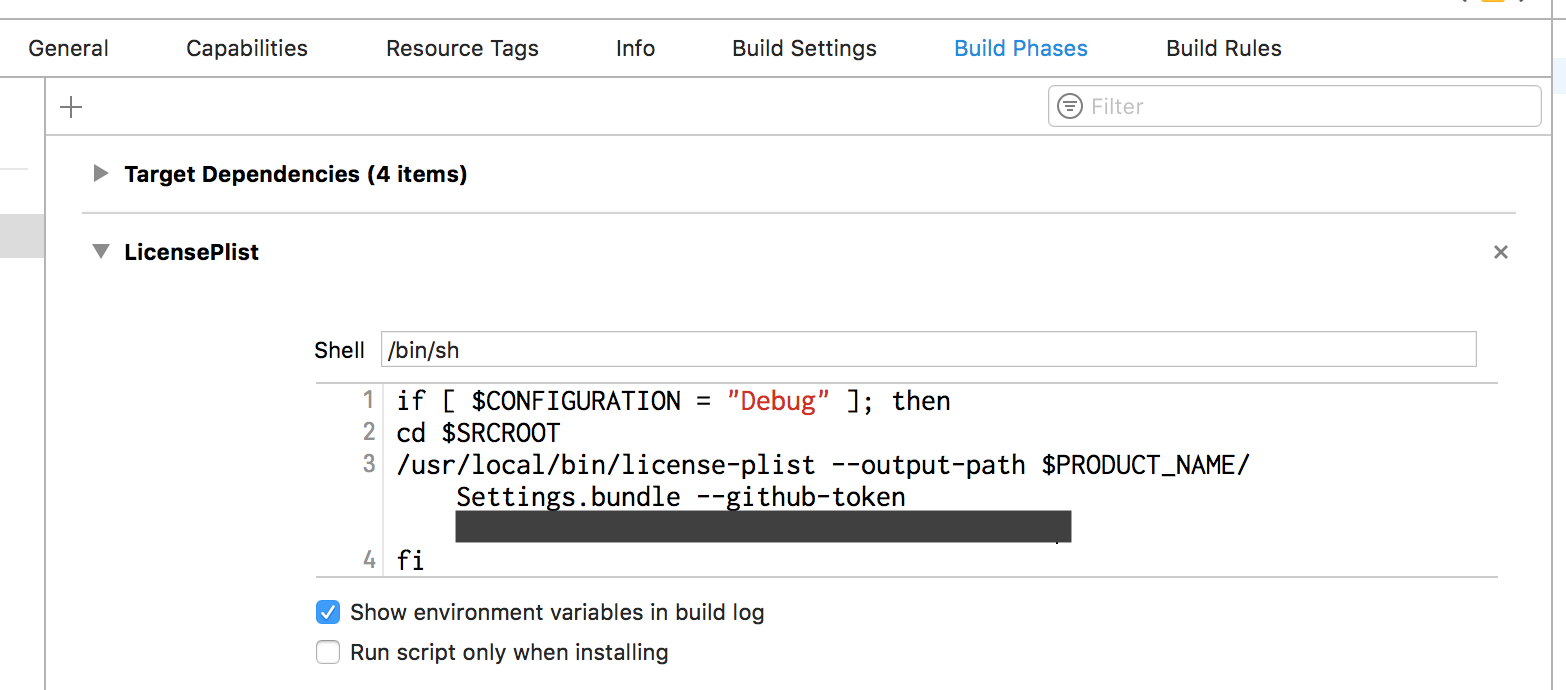 General Capabilities Resource Tags Info Build Settings Build Phases Build Rules
Filter
Target Dependencies (4 items)
LicensePlist
Shell /bin/sh
1 if [ $CONFIGURATION = "Debug" ]; then
2 cd $SRCROOT
3 /usr/local/bin/license-plist --output-path $PRODUCT_NAME/
Settings.bundle --github-token
4 fi
Show environment variables in build log
Run script only when installing